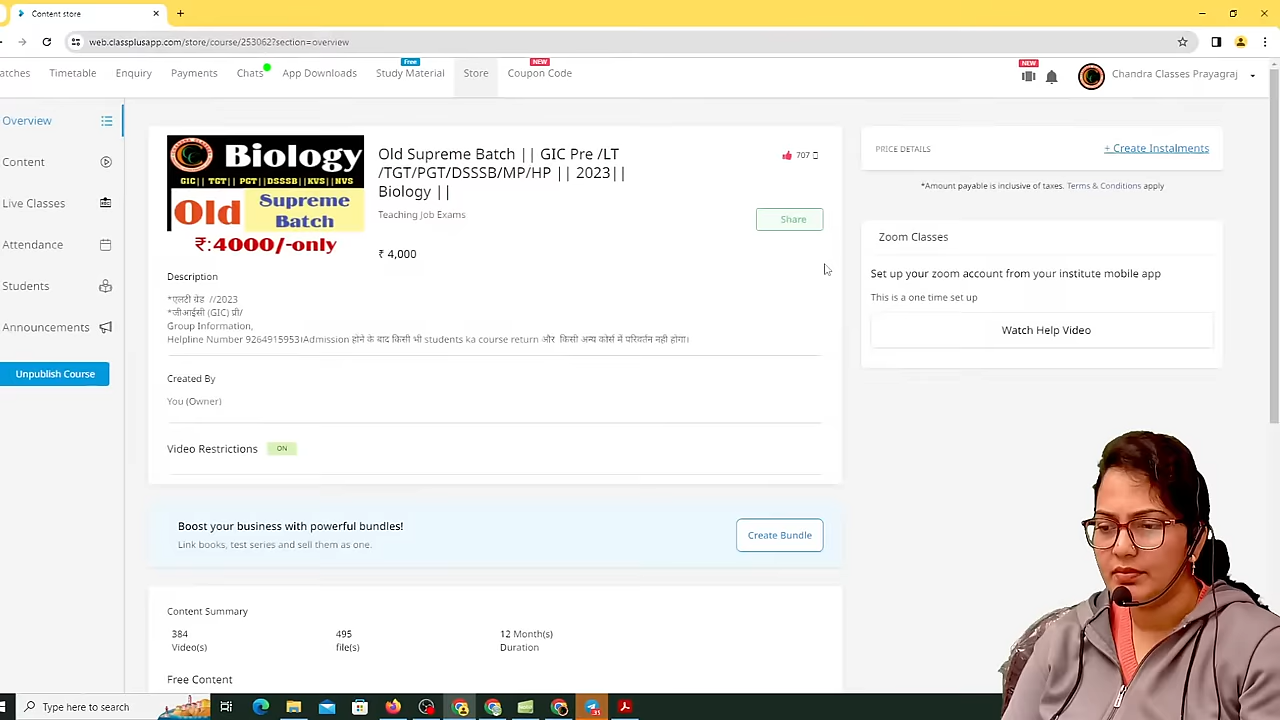 Content store
web.classplusapp.com/store/course/253062?section=overview
atches Timetable Enquiry Payments Chats App Downloads Free Study Material Store NEW Coupon Code NEW Chandra Classes Prayagraj
Overview
Content
Live Classes
Attendance
Students
Announcements
Unpublish Course
Biology
GIC|| TGT|| PGT||DSSSB||KVS||NVS
Old Supreme Batch
₹:4000/-only
Old Supreme Batch || GIC Pre /LT
/TGT/PGT/DSSSB/MP/HP || 2023||
Biology ||
Teaching Job Exams
₹ 4,000
707
Share
Description
*एलटी ग्रेड //2023
*जीआईसी (GIC) प्री/
Group Information,
Helpline Number 9264915953।Admission होने के बाद किसी भी students ka course return और किसी अन्य कोर्स में परिवर्तन नही होगा।
Created By
You (Owner)
Video Restrictions ON
Boost your business with powerful bundles!
Link books, test series and sell them as one.
Create Bundle
Content Summary
384 495 12 Month(s)
Video(s) file(s) Duration
Free Content
PRICE DETAILS + Create Instalments
*Amount payable is inclusive of taxes. Terms & Conditions apply
Zoom Classes
Set up your zoom account from your institute mobile app
This is a one time set up
Watch Help Video
Type here to search